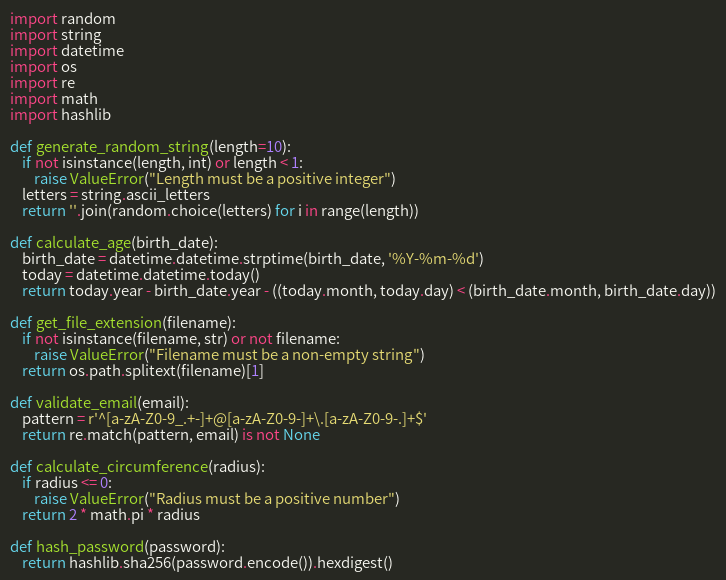 import random
import string
import datetime
import os
import re
import math
import hashlib

def generate_random_string(length=10):
    if not isinstance(length, int) or length < 1:
        raise ValueError("Length must be a positive integer")
    letters = string.ascii_letters
    return ''.join(random.choice(letters) for i in range(length))

def calculate_age(birth_date):
    birth_date = datetime.datetime.strptime(birth_date, '%Y-%m-%d')
    today = datetime.datetime.today()
    return today.year - birth_date.year - ((today.month, today.day) < (birth_date.month, birth_date.day))

def get_file_extension(filename):
    if not isinstance(filename, str) or not filename:
        raise ValueError("Filename must be a non-empty string")
    return os.path.splitext(filename)[1]

def validate_email(email):
    pattern = r'^[a-zA-Z0-9_.+-]+@[a-zA-Z0-9-]+\.[a-zA-Z0-9-.]+$'
    return re.match(pattern, email) is not None

def calculate_circumference(radius):
    if radius <= 0:
        raise ValueError("Radius must be a positive number")
    return 2 * math.pi * radius

def hash_password(password):
    return hashlib.sha256(password.encode()).hexdigest()